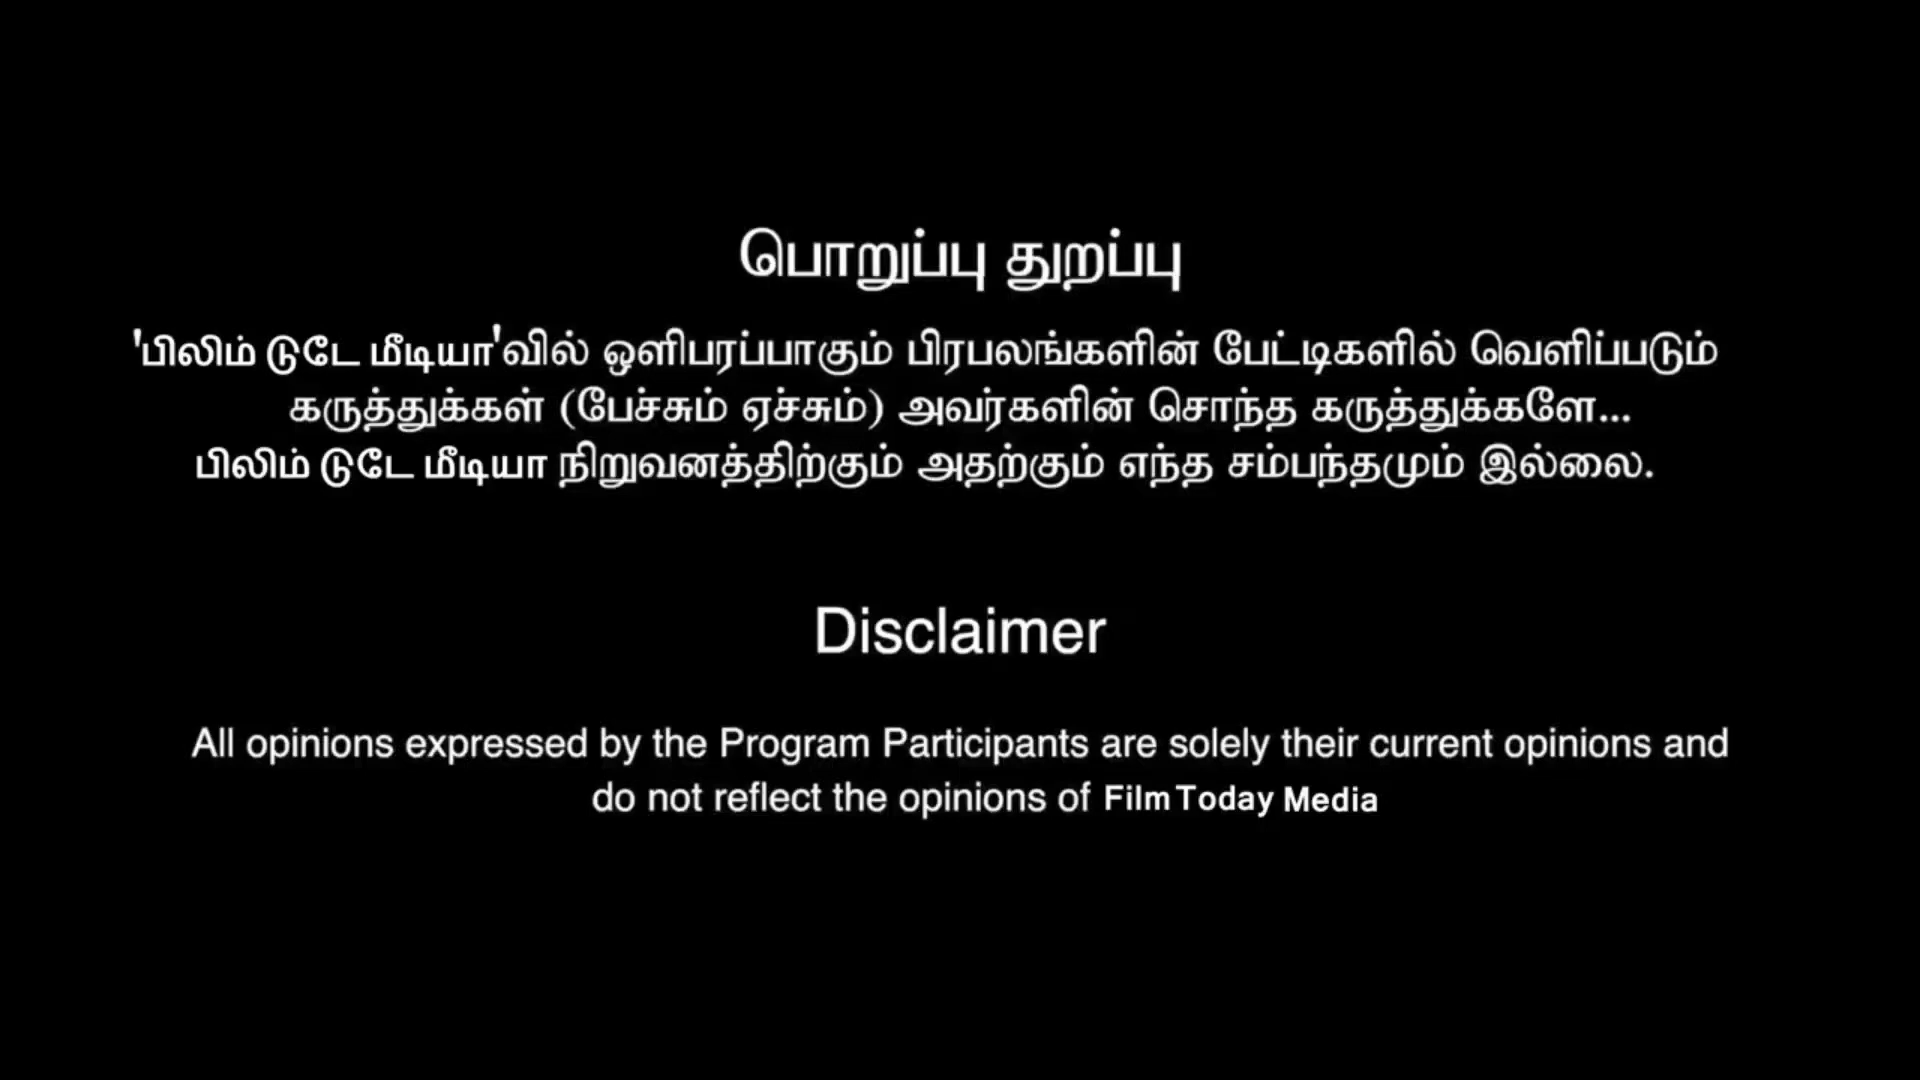 பொறுப்பு துறப்பு
'பிலிம் டுடே மீடியா'வில் ஒளிபரப்பாகும் பிரபலங்களின் பேட்டிகளில் வெளிப்படும்
கருத்துக்கள் (பேச்சும் ஏச்சும்) அவர்களின் சொந்த கருத்துக்களே...
பிலிம் டுடே மீடியா நிறுவனத்திற்கும் அதற்கும் எந்த சம்பந்தமும் இல்லை.
Disclaimer
All opinions expressed by the Program Participants are solely their current opinions and
do not reflect the opinions of Film Today Media